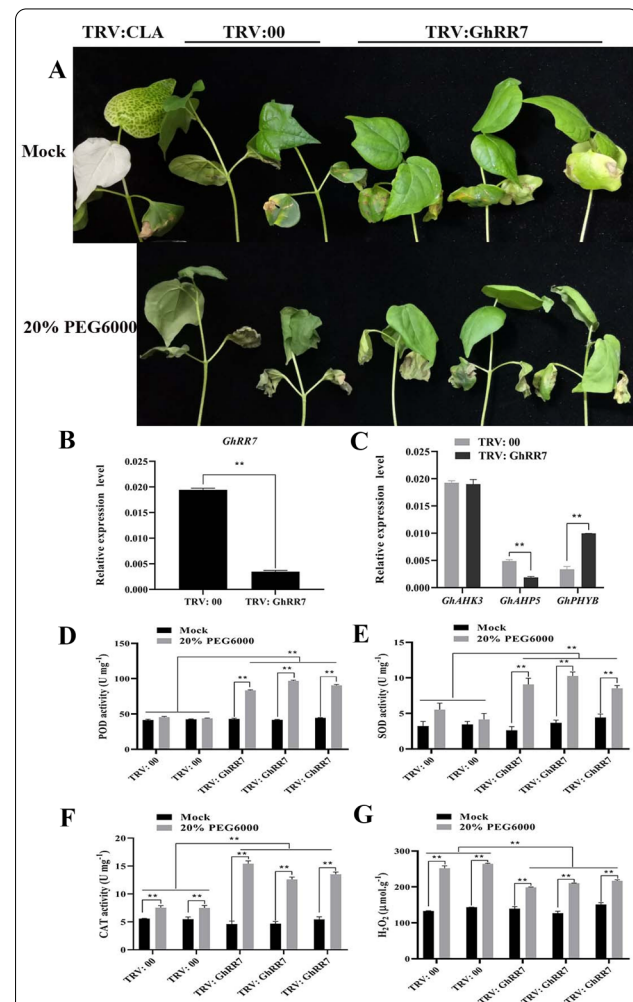 TRV:CLA TRV:00 TRV:GhRR7
A
Mock
20% PEG6000
B
GhRR7
Relative expression level
0.025
0.020
0.015
0.010
0.005
0.000
**
TRV: 00 TRV: GhRR7
C
TRV: 00
TRV: GhRR7
Relative expression level
0.025
0.020
0.015
0.010
0.005
0.000
** **
GhAHK3 GhAHP5 GhPHYB
D
Mock
20% PEG6000
POD activity (U mg-1)
150
100
50
0
**
** ** **
TRV: 00 TRV: 00 TRV: GhRR7 TRV: GhRR7 TRV: GhRR7
E
Mock
20% PEG6000
SOD activity (U mg-1)
15
10
5
0
**
** ** **
TRV: 00 TRV: 00 TRV: GhRR7 TRV: GhRR7 TRV: GhRR7
F
Mock
20% PEG6000
CAT activity (U mg-1)
25
20
15
10
5
0
**
** ** ** ** **
TRV: 00 TRV: 00 TRV: GhRR7 TRV: GhRR7 TRV: GhRR7
G
Mock
20% PEG6000
H2O2 (μmol.g-1)
300
200
100
0
**
** ** ** ** **
TRV: 00 TRV: 00 TRV: GhRR7 TRV: GhRR7 TRV: GhRR7